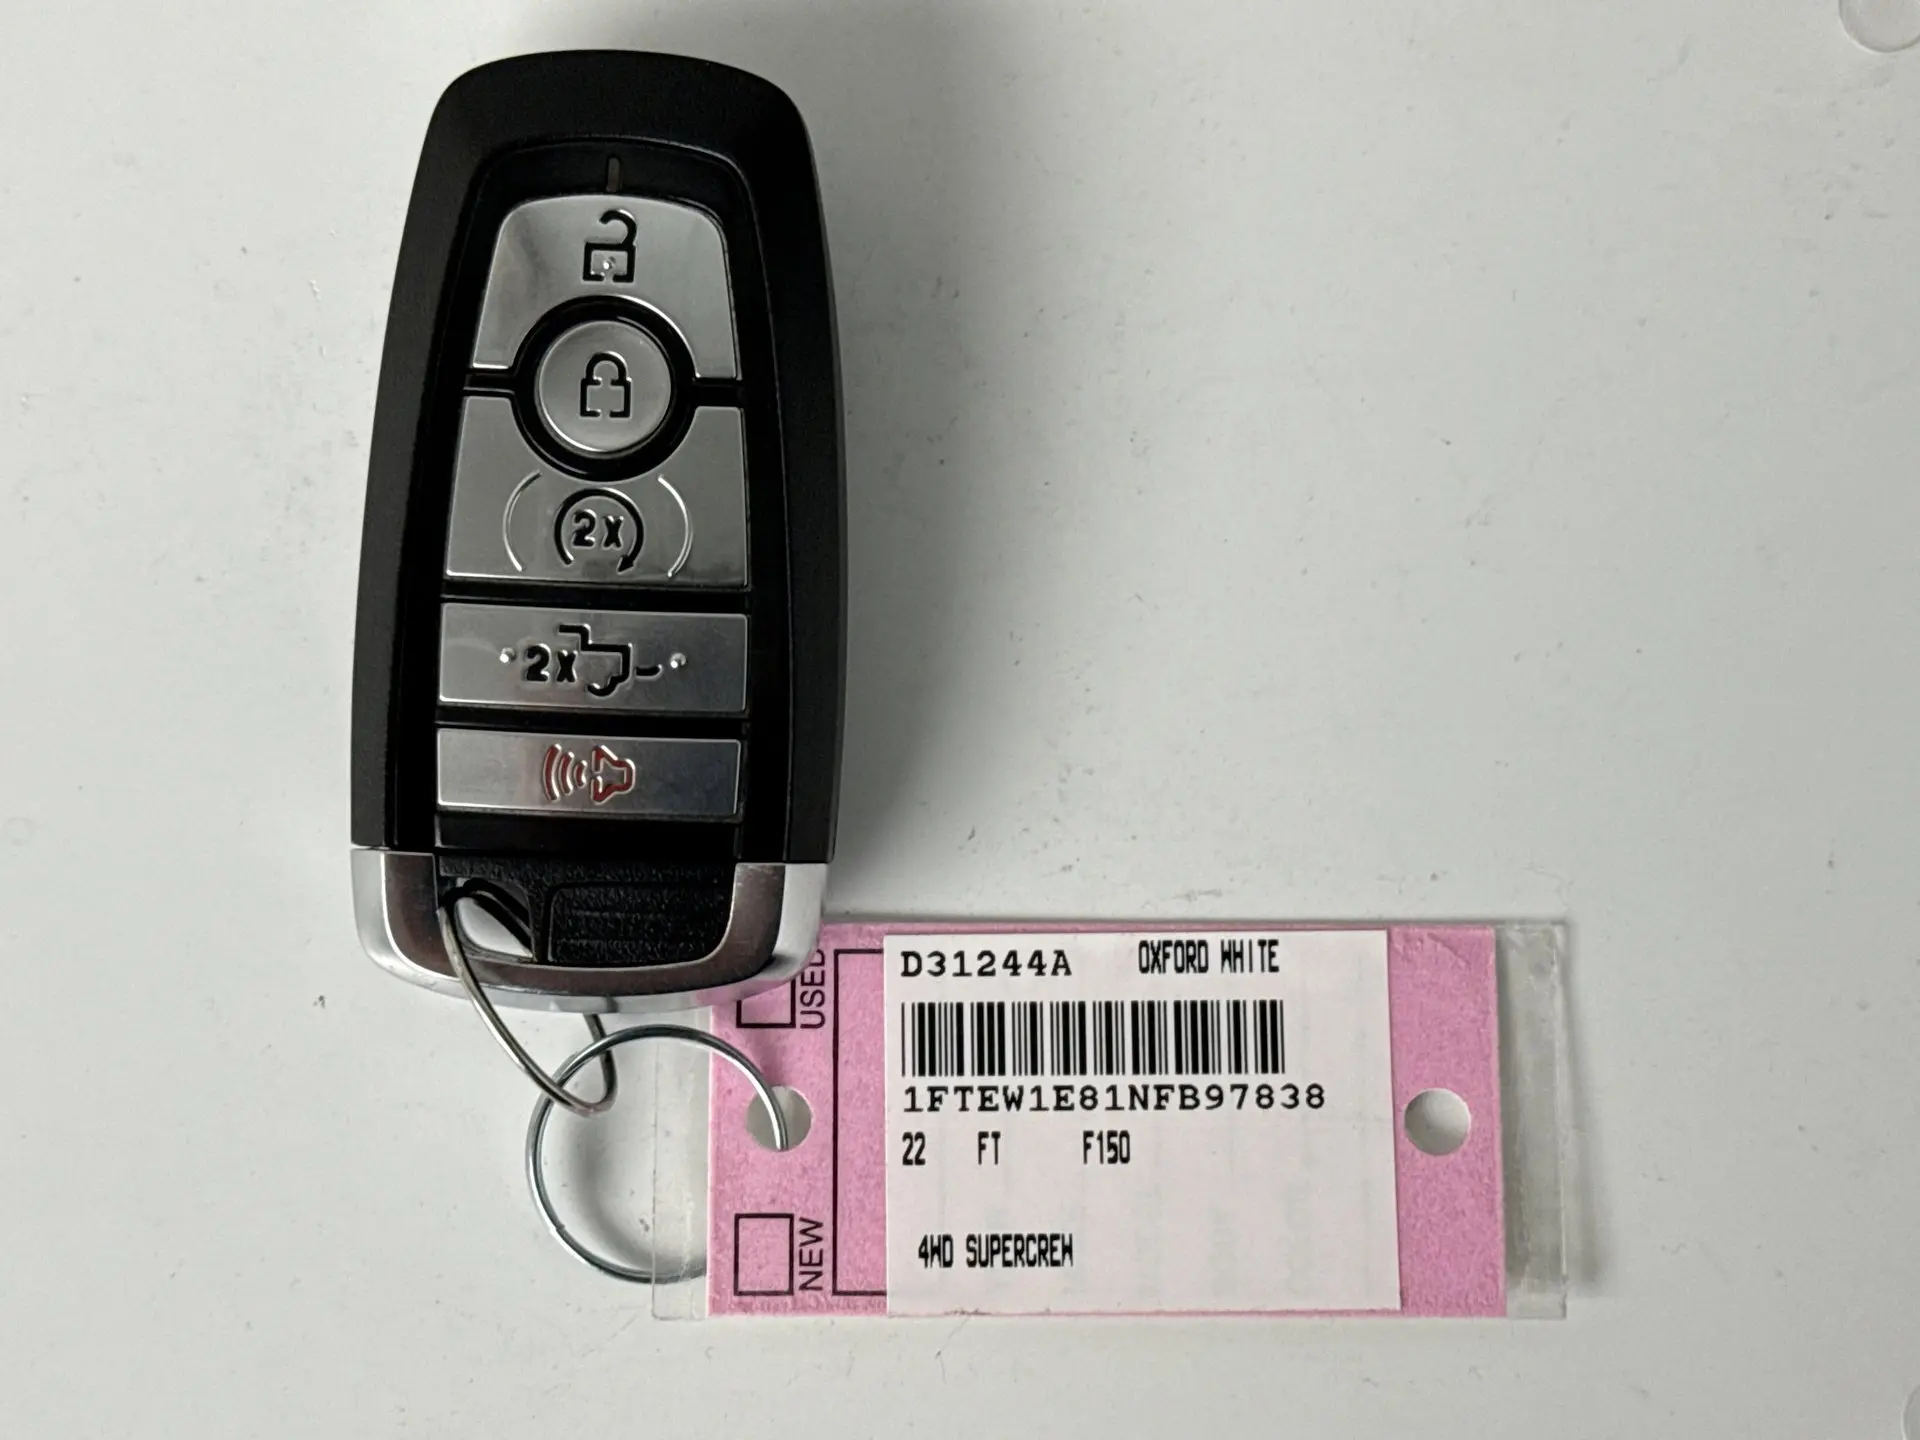 2X
2X
USED
NEW
D31244A OXFORD WHITE
1FTEW1E81NFB97838
22 FT F150
4WD SUPERCREW